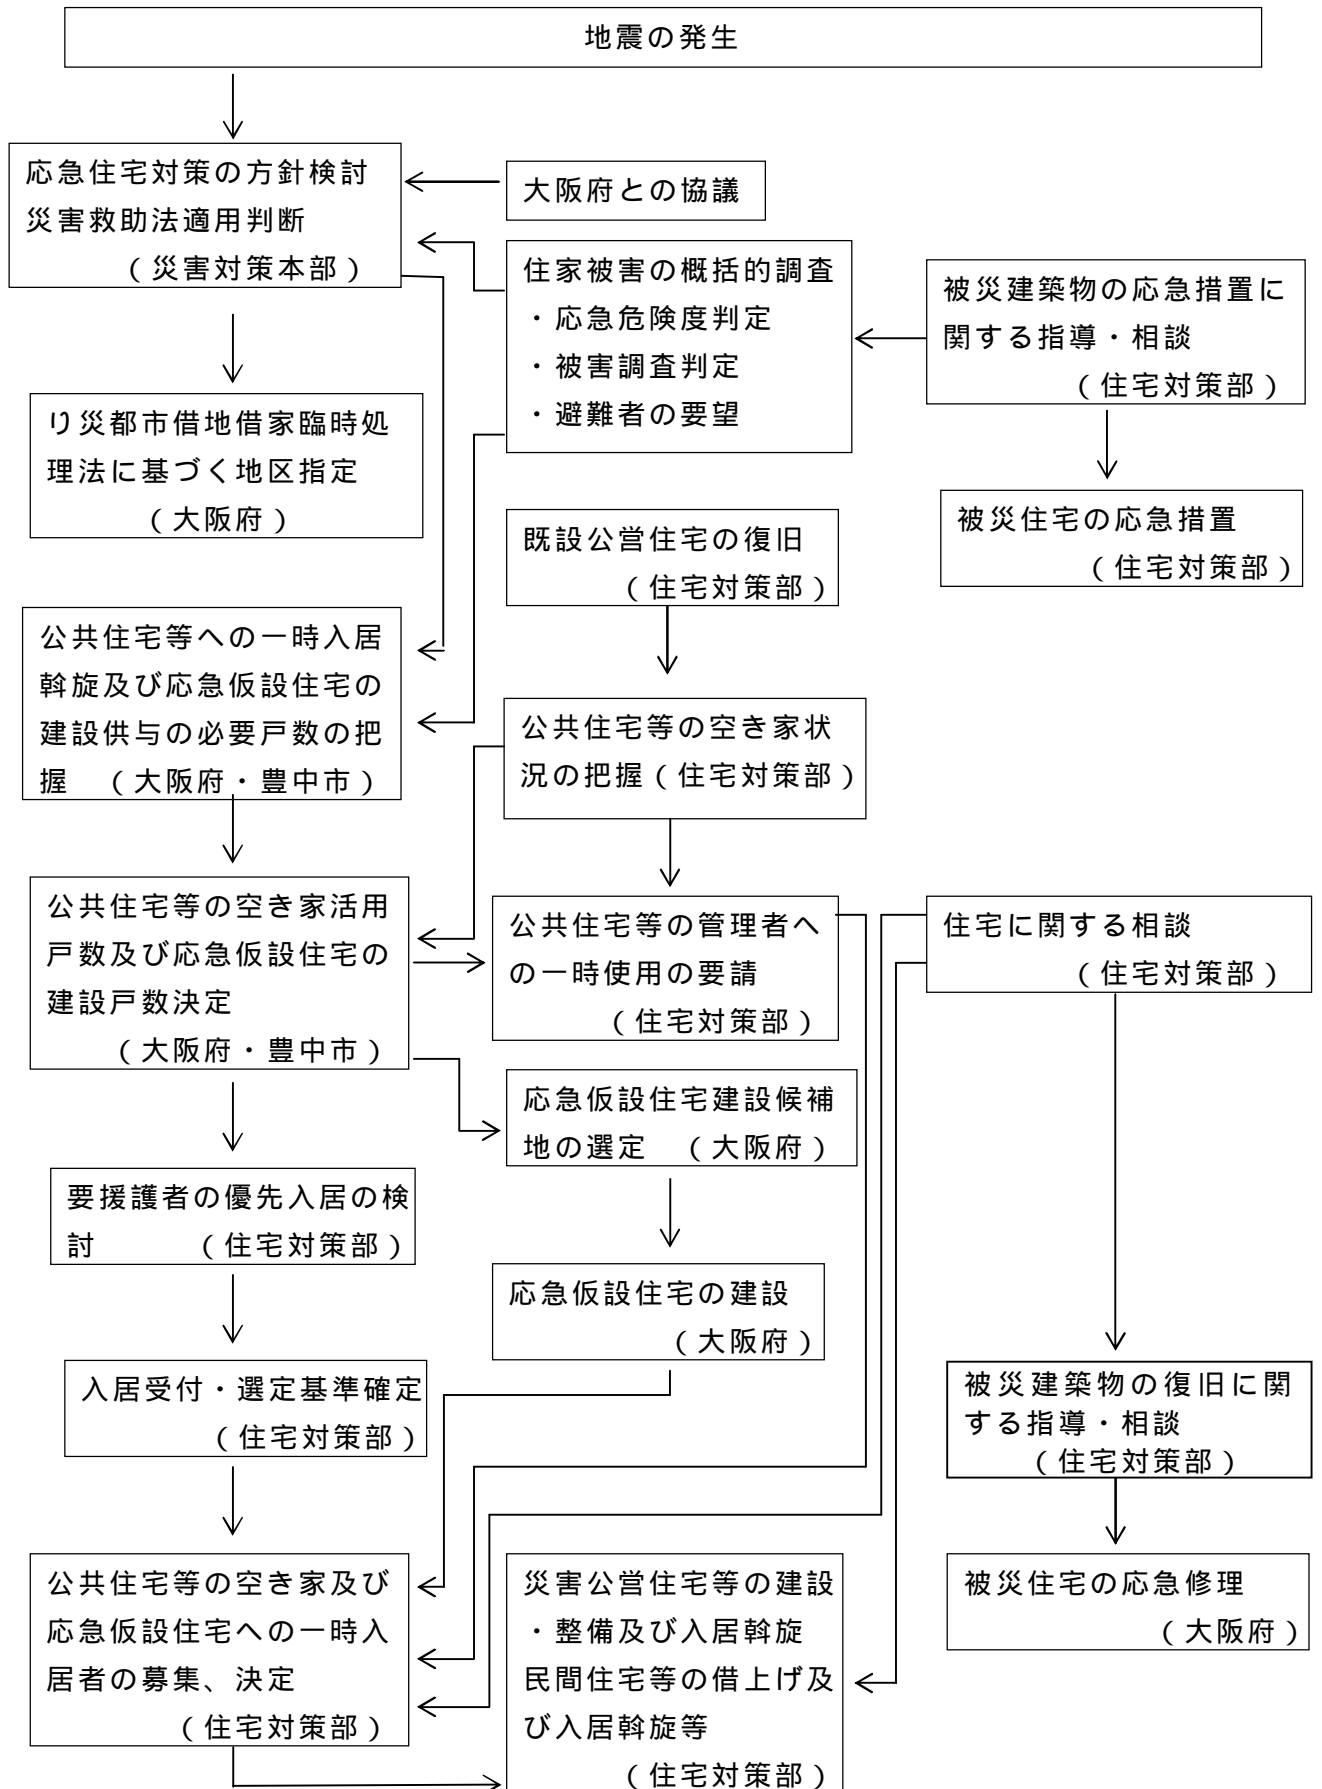 地震の発生
応急住宅対策の方針検討
災害救助法適用判断
(災害対策本部)
大阪府との協議
住家被害の概括的調査
・応急危険度判定
・被害調査判定
・避難者の要望
被災建築物の応急措置に
関する指導・相談
(住宅対策部)
り災都市借地借家臨時処
理法に基づく地区指定
(大阪府)
被災住宅の応急措置
(住宅対策部)
既設公営住宅の復旧
(住宅対策部)
公共住宅等への一時入居
斡旋及び応急仮設住宅の
建設供与の必要戸数の把
握 (大阪府・豊中市)
公共住宅等の空き家状
況の把握(住宅対策部)
公共住宅等の空き家活用
戸数及び応急仮設住宅の
建設戸数決定
(大阪府・豊中市)
公共住宅等の管理者へ
の一時使用の要請
(住宅対策部)
住宅に関する相談
(住宅対策部)
応急仮設住宅建設候補
地の選定 (大阪府)
要援護者の優先入居の検
討 (住宅対策部)
応急仮設住宅の建設
(大阪府)
入居受付・選定基準確定
(住宅対策部)
被災建築物の復旧に関
する指導・相談
(住宅対策部)
公共住宅等の空き家及び
応急仮設住宅への一時入
居者の募集、決定
(住宅対策部)
災害公営住宅等の建設
・整備及び入居斡旋
民間住宅等の借上げ及
び入居斡旋等
(住宅対策部)
被災住宅の応急修理
(大阪府)